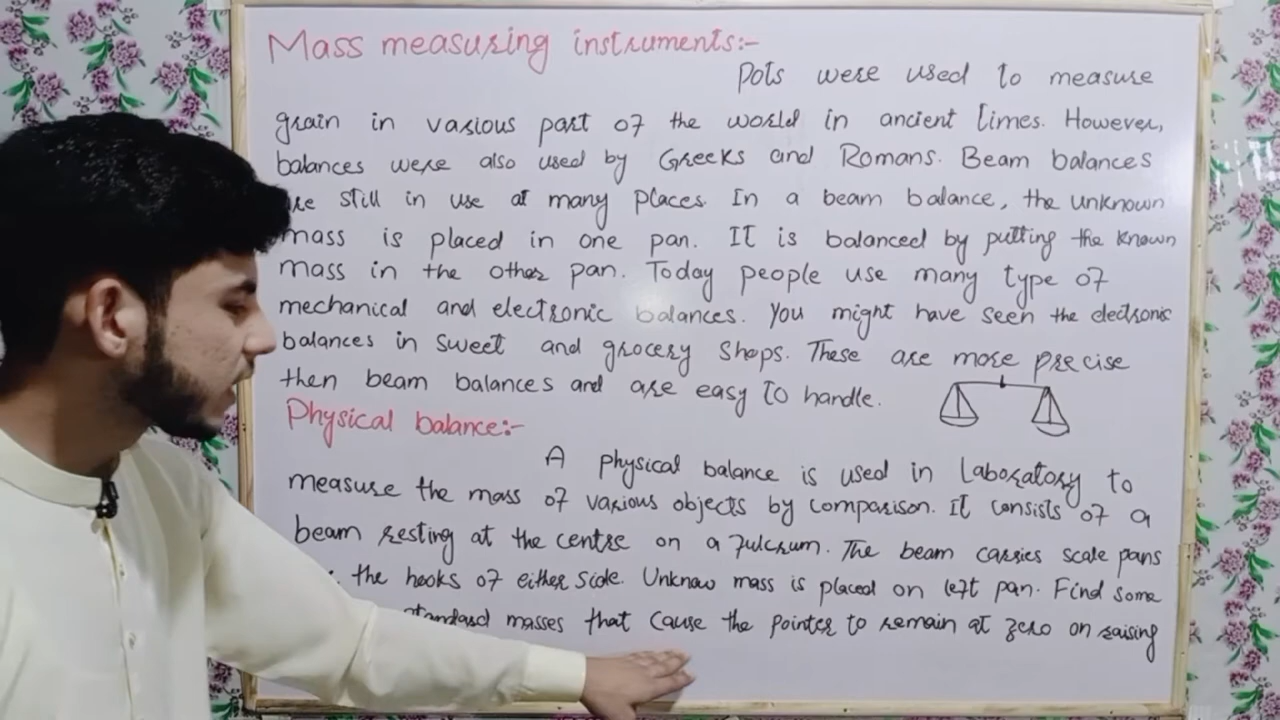 Mass measuring instruments:-
Pots were used to measure
grain in various part of the world in ancient times. However,
balances were also used by Greeks and Romans. Beam balances
still in use at many places. In a beam balance, the unknown
mass is placed in one pan. It is balanced by putting the known
mass in the other pan. Today people use many type of
mechanical and electronic balances. You might have seen the electronic
balances in sweet and grocery shops. These are more precise
then beam balances and are easy to handle.
Physical balance:-
A physical balance is used in Laboratory to
measure the mass of various objects by comparison. It consists of a
beam resting at the centre on a fulcrum. The beam carries scale pans
the hooks of either side. Unknow mass is placed on left pan. Find some
standard masses that cause the pointer to remain at zero on raising